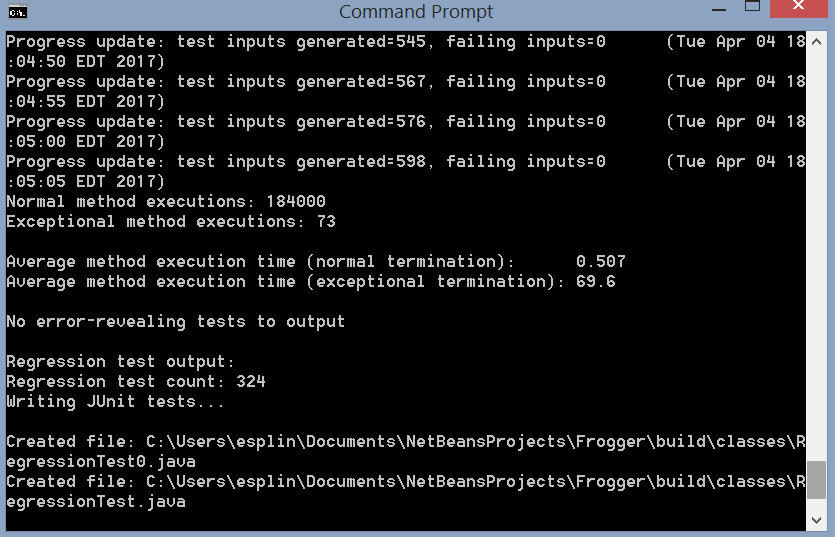 Command Prompt
Progress update: test inputs generated=545, failing inputs=0      (Tue Apr 04 18
:04:50 EDT 2017)
Progress update: test inputs generated=567, failing inputs=0      (Tue Apr 04 18
:04:55 EDT 2017)
Progress update: test inputs generated=576, failing inputs=0      (Tue Apr 04 18
:05:00 EDT 2017)
Progress update: test inputs generated=598, failing inputs=0      (Tue Apr 04 18
:05:05 EDT 2017)
Normal method executions: 184000
Exceptional method executions: 73
Average method execution time (normal termination):      0.507
Average method execution time (exceptional termination): 69.6
No error-revealing tests to output
Regression test output:
Regression test count: 324
Writing JUnit tests...
Created file: C:\Users\esplin\Documents\NetBeansProjects\Frogger\build\classes\R
egressionTest0.java
Created file: C:\Users\esplin\Documents\NetBeansProjects\Frogger\build\classes\R
egressionTest.java